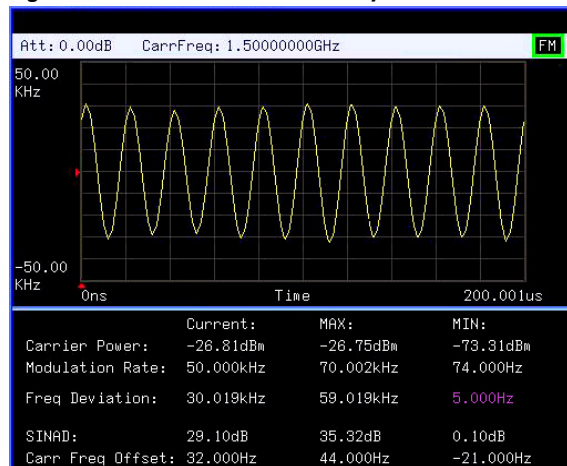 Att: 0.00dB CarrFreq: 1.50000000GHz FM
50.00
KHz
-50.00
KHz
0ns Time 200.001us
Current: MAX: MIN:
Carrier Power: -26.81dBm -26.75dBm -73.31dBm
Modulation Rate: 50.000kHz 70.002kHz 74.000Hz
Freq Deviation: 30.019kHz 59.019kHz 5.000Hz
SINAD: 29.10dB 35.32dB 0.10dB
Carr Freq Offset: 32.000Hz 44.000Hz -21.000Hz